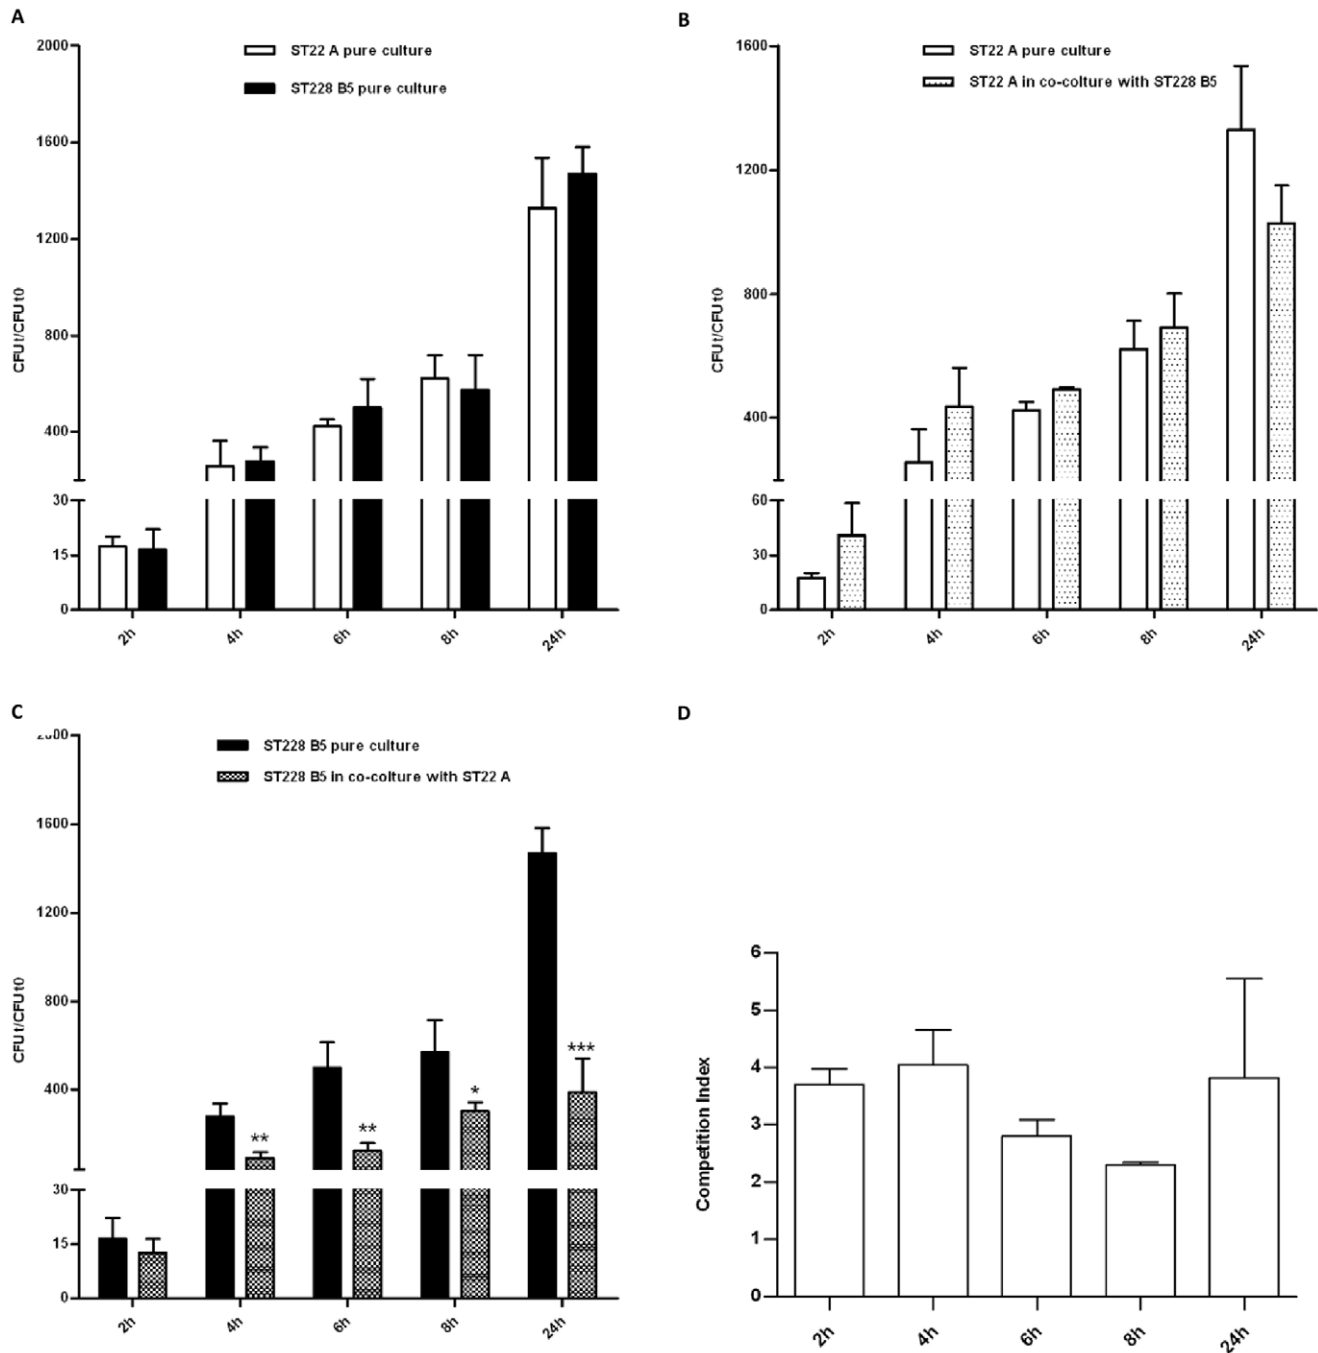 A
2000
1600
1200
800
400
30
15
0
CFUt/CFUt0
ST22 A pure culture
ST228 B5 pure culture
2h
4h
6h
8h
24h
B
1600
1200
800
400
60
30
0
CFUt/CFUt0
ST22 A pure culture
ST22 A in co-colture with ST228 B5
2h
4h
6h
8h
24h
C
2000
1600
1200
800
400
30
15
0
CFUt/CFUt0
ST228 B5 pure culture
ST228 B5 in co-colture with ST22 A
**
**
*
***
2h
4h
6h
8h
24h
D
6
5
4
3
2
1
0
Competition Index
2h
4h
6h
8h
24h